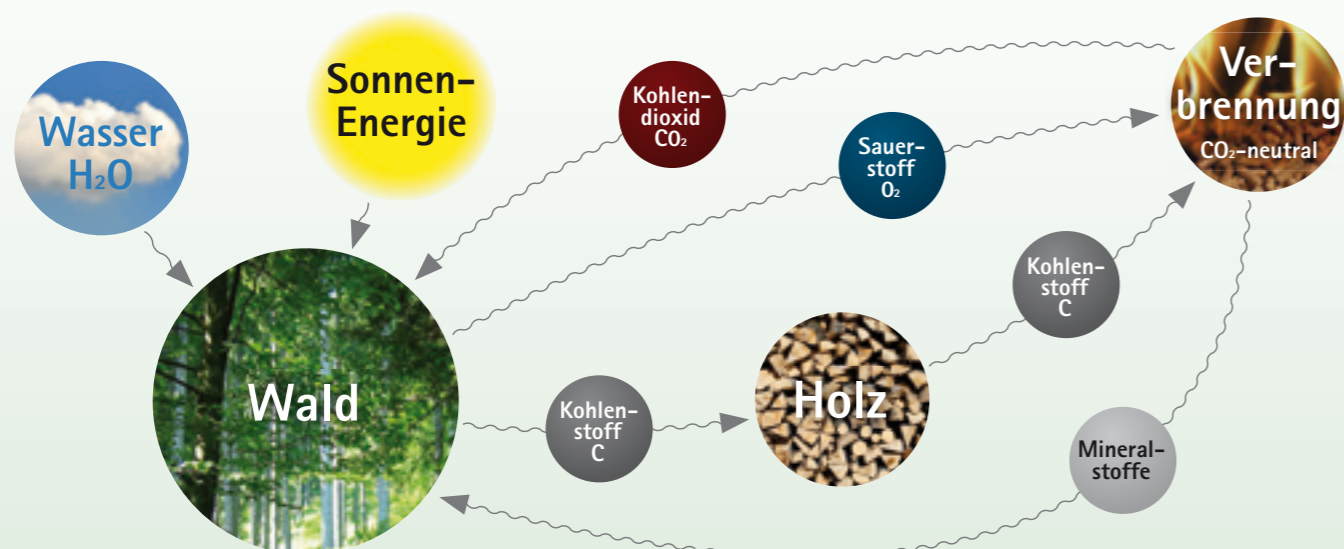 Wasser
H₂O
Sonnen-
Energie
Kohlen-
dioxid
CO₂
Sauer-
stoff
O₂
Ver-
brennung
CO₂-neutral
Kohlen-
stoff
C
Wald
Kohlen-
stoff
C
Holz
Mineral-
stoffe